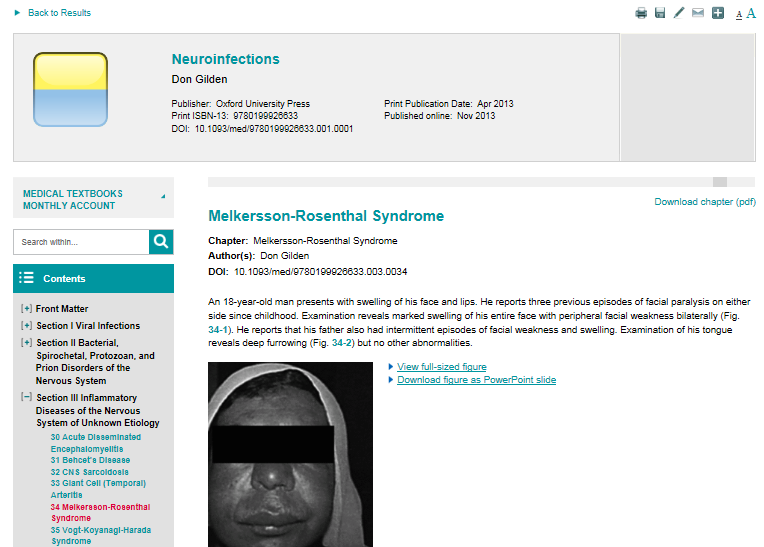 Back to Results
A A
Neuroinfections
Don Gilden
Publisher: Oxford University Press
Print ISBN-13: 9780199926633
DOI: 10.1093/med/9780199926633.001.0001
Print Publication Date: Apr 2013
Published online: Nov 2013
MEDICAL TEXTBOOKS
MONTHLY ACCOUNT
Search within...
Contents
[+] Front Matter
[+] Section I Viral Infections
[+] Section II Bacterial,
Spirochetal, Protozoan, and
Prion Disorders of the
Nervous System
[−] Section III Inflammatory
Diseases of the Nervous
System of Unknown Etiology
30 Acute Disseminated
Encephalomyelitis
31 Behcet's Disease
32 CNS Sarcoidosis
33 Giant Cell (Temporal)
Arteritis
34 Melkersson-Rosenthal
Syndrome
35 Vogt-Koyanagi-Harada
Syndrome
Download chapter (pdf)
Melkersson-Rosenthal Syndrome
Chapter: Melkersson-Rosenthal Syndrome
Author(s): Don Gilden
DOI: 10.1093/med/9780199926633.003.0034
An 18-year-old man presents with swelling of his face and lips. He reports three previous episodes of facial paralysis on either
side since childhood. Examination reveals marked swelling of his entire face with peripheral facial weakness bilaterally (Fig.
34-1). He reports that his father also had intermittent episodes of facial weakness and swelling. Examination of his tongue
reveals deep furrowing (Fig. 34-2) but no other abnormalities.
View full-sized figure
Download figure as PowerPoint slide